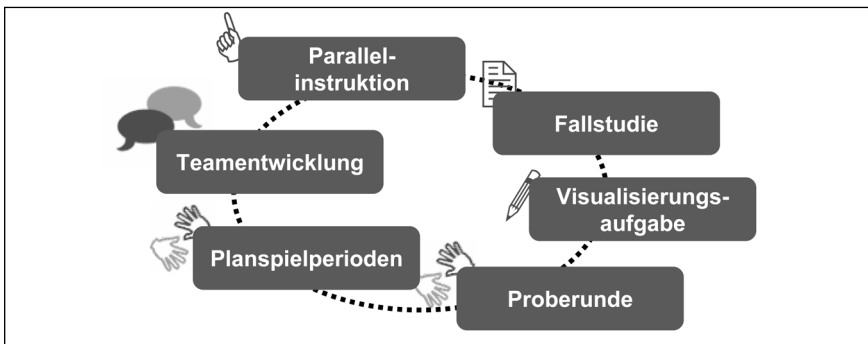 Parallel-
instruktion
Fallstudie
Visualisierungs-
aufgabe
Proberunde
Planspielperioden
Teamentwicklung